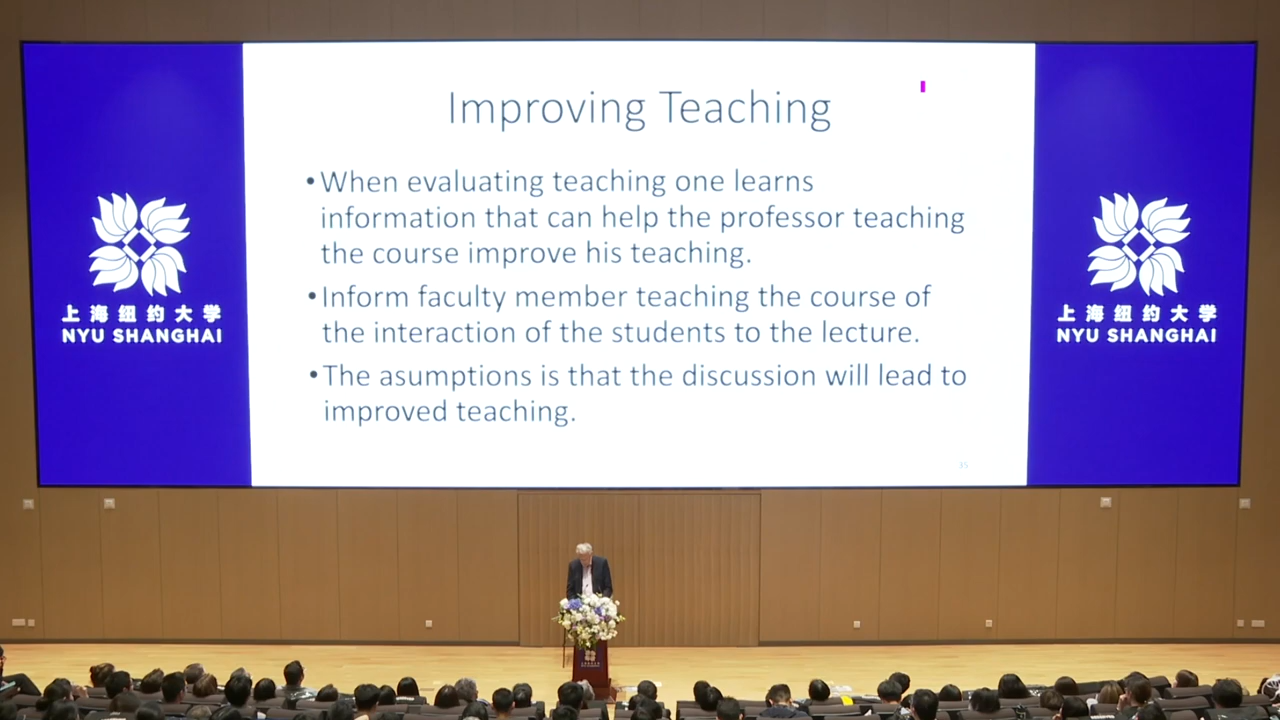 Improving Teaching
•When evaluating teaching one learns
information that can help the professor teaching
the course improve his teaching.
•Inform faculty member teaching the course of
the interaction of the students to the lecture.
•The asumptions is that the discussion will lead to
improved teaching.
35
上海纽约大学
NYU SHANGHAI
上海纽约大学
NYU SHANGHAI